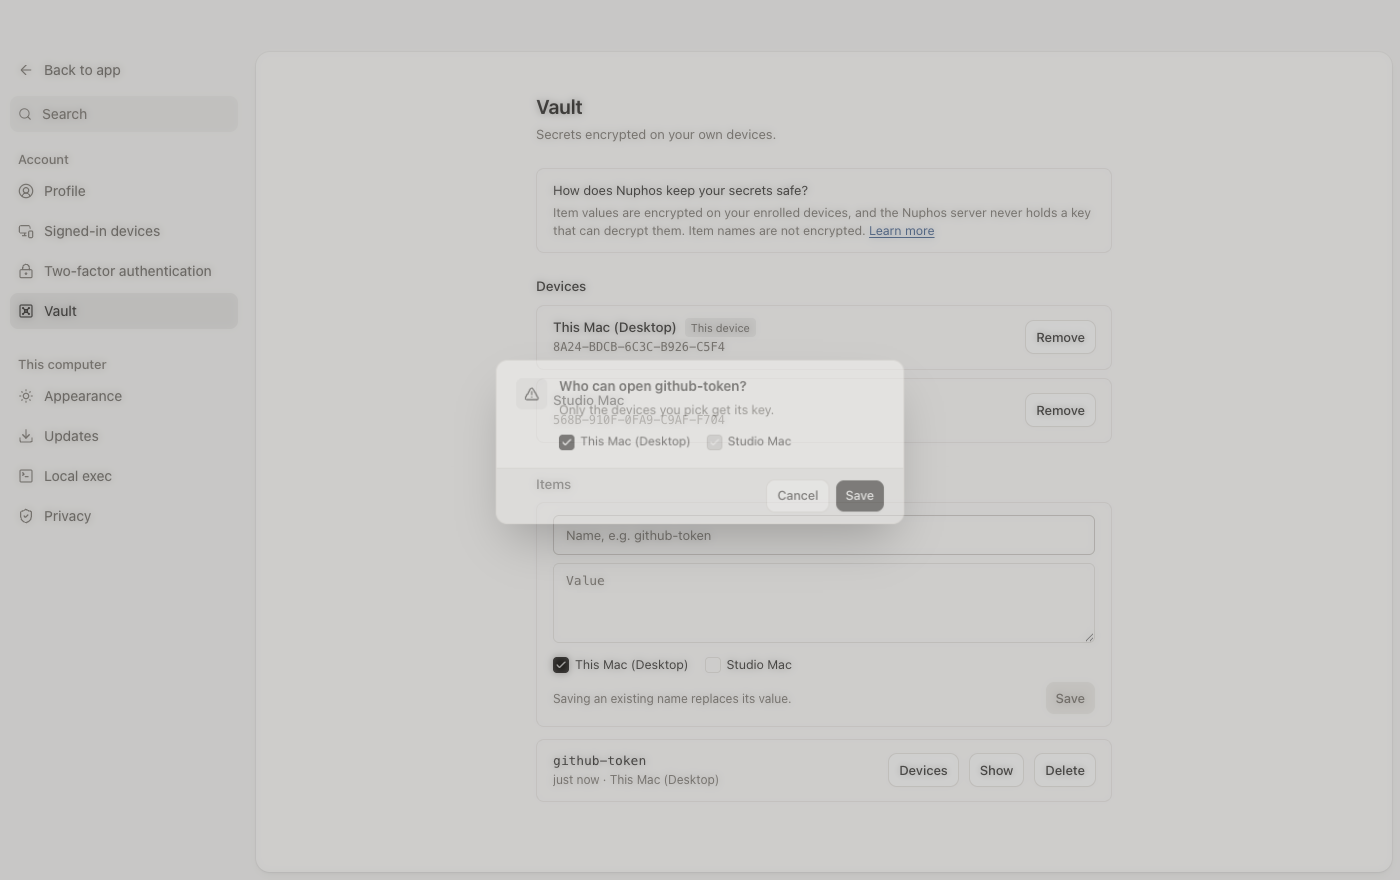 Back to app
Search
Account
Profile
Signed-in devices
Two-factor authentication
Vault
This computer
Appearance
Updates
Local exec
Privacy
Vault
Secrets encrypted on your own devices.
How does Nuphos keep your secrets safe?
Item values are encrypted on your enrolled devices, and the Nuphos server never holds a key
that can decrypt them. Item names are not encrypted. Learn more
Devices
This Mac (Desktop) This device
8A24-BDCB-6C3C-B926-C5F4
Remove
Studio Mac
568B-910F-0FA9-C9AF-F704
Remove
Who can open github-token?
Only the devices you pick get its key.
This Mac (Desktop) Studio Mac
Cancel Save
Items
Name, e.g. github-token
Value
This Mac (Desktop) Studio Mac
Saving an existing name replaces its value.
Save
github-token
just now · This Mac (Desktop)
Devices Show Delete